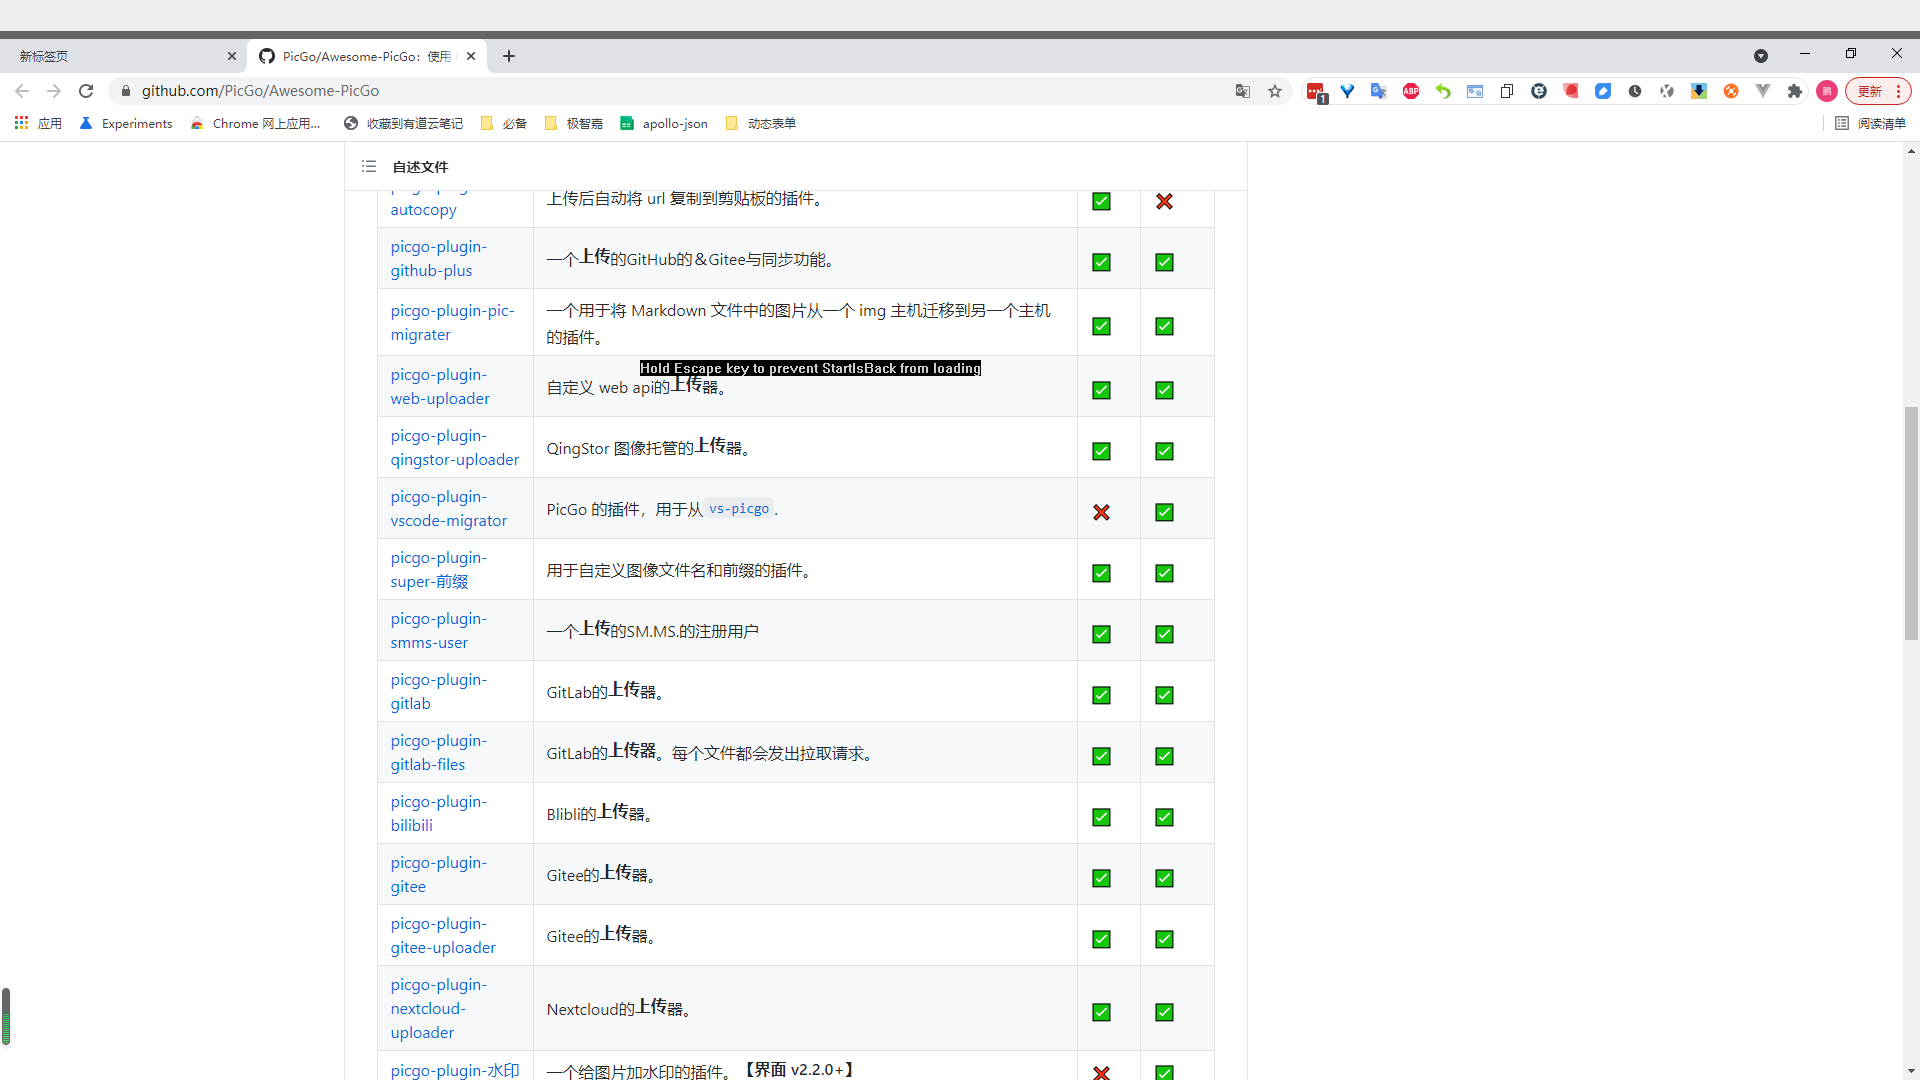 新标签页
PicGo/Awesome-PicGo：使用
github.com/PicGo/Awesome-PicGo
1
ABP
鹏
更新
应用
Experiments
Chrome 网上应用...
收藏到有道云笔记
必备
极智嘉
apollo-json
动态表单
阅读清单
自述文件
autocopy
上传后自动将 url 复制到剪贴板的插件。
picgo-plugin-
github-plus
一个上传的GitHub的＆Gitee与同步功能。
picgo-plugin-pic-
migrater
一个用于将 Markdown 文件中的图片从一个 img 主机迁移到另一个主机
的插件。
Hold Escape key to prevent StartIsBack from loading
picgo-plugin-
web-uploader
自定义 web api的上传器。
picgo-plugin-
qingstor-uploader
QingStor 图像托管的上传器。
picgo-plugin-
vscode-migrator
PicGo 的插件，用于从 vs-picgo .
picgo-plugin-
super-前缀
用于自定义图像文件名和前缀的插件。
picgo-plugin-
smms-user
一个上传的SM.MS.的注册用户
picgo-plugin-
gitlab
GitLab的上传器。
picgo-plugin-
gitlab-files
GitLab的上传器。每个文件都会发出拉取请求。
picgo-plugin-
bilibili
Blibli的上传器。
picgo-plugin-
gitee
Gitee的上传器。
picgo-plugin-
gitee-uploader
Gitee的上传器。
picgo-plugin-
nextcloud-
uploader
Nextcloud的上传器。
picgo-plugin-水印
一个给图片加水印的插件。【界面 v2.2.0+】